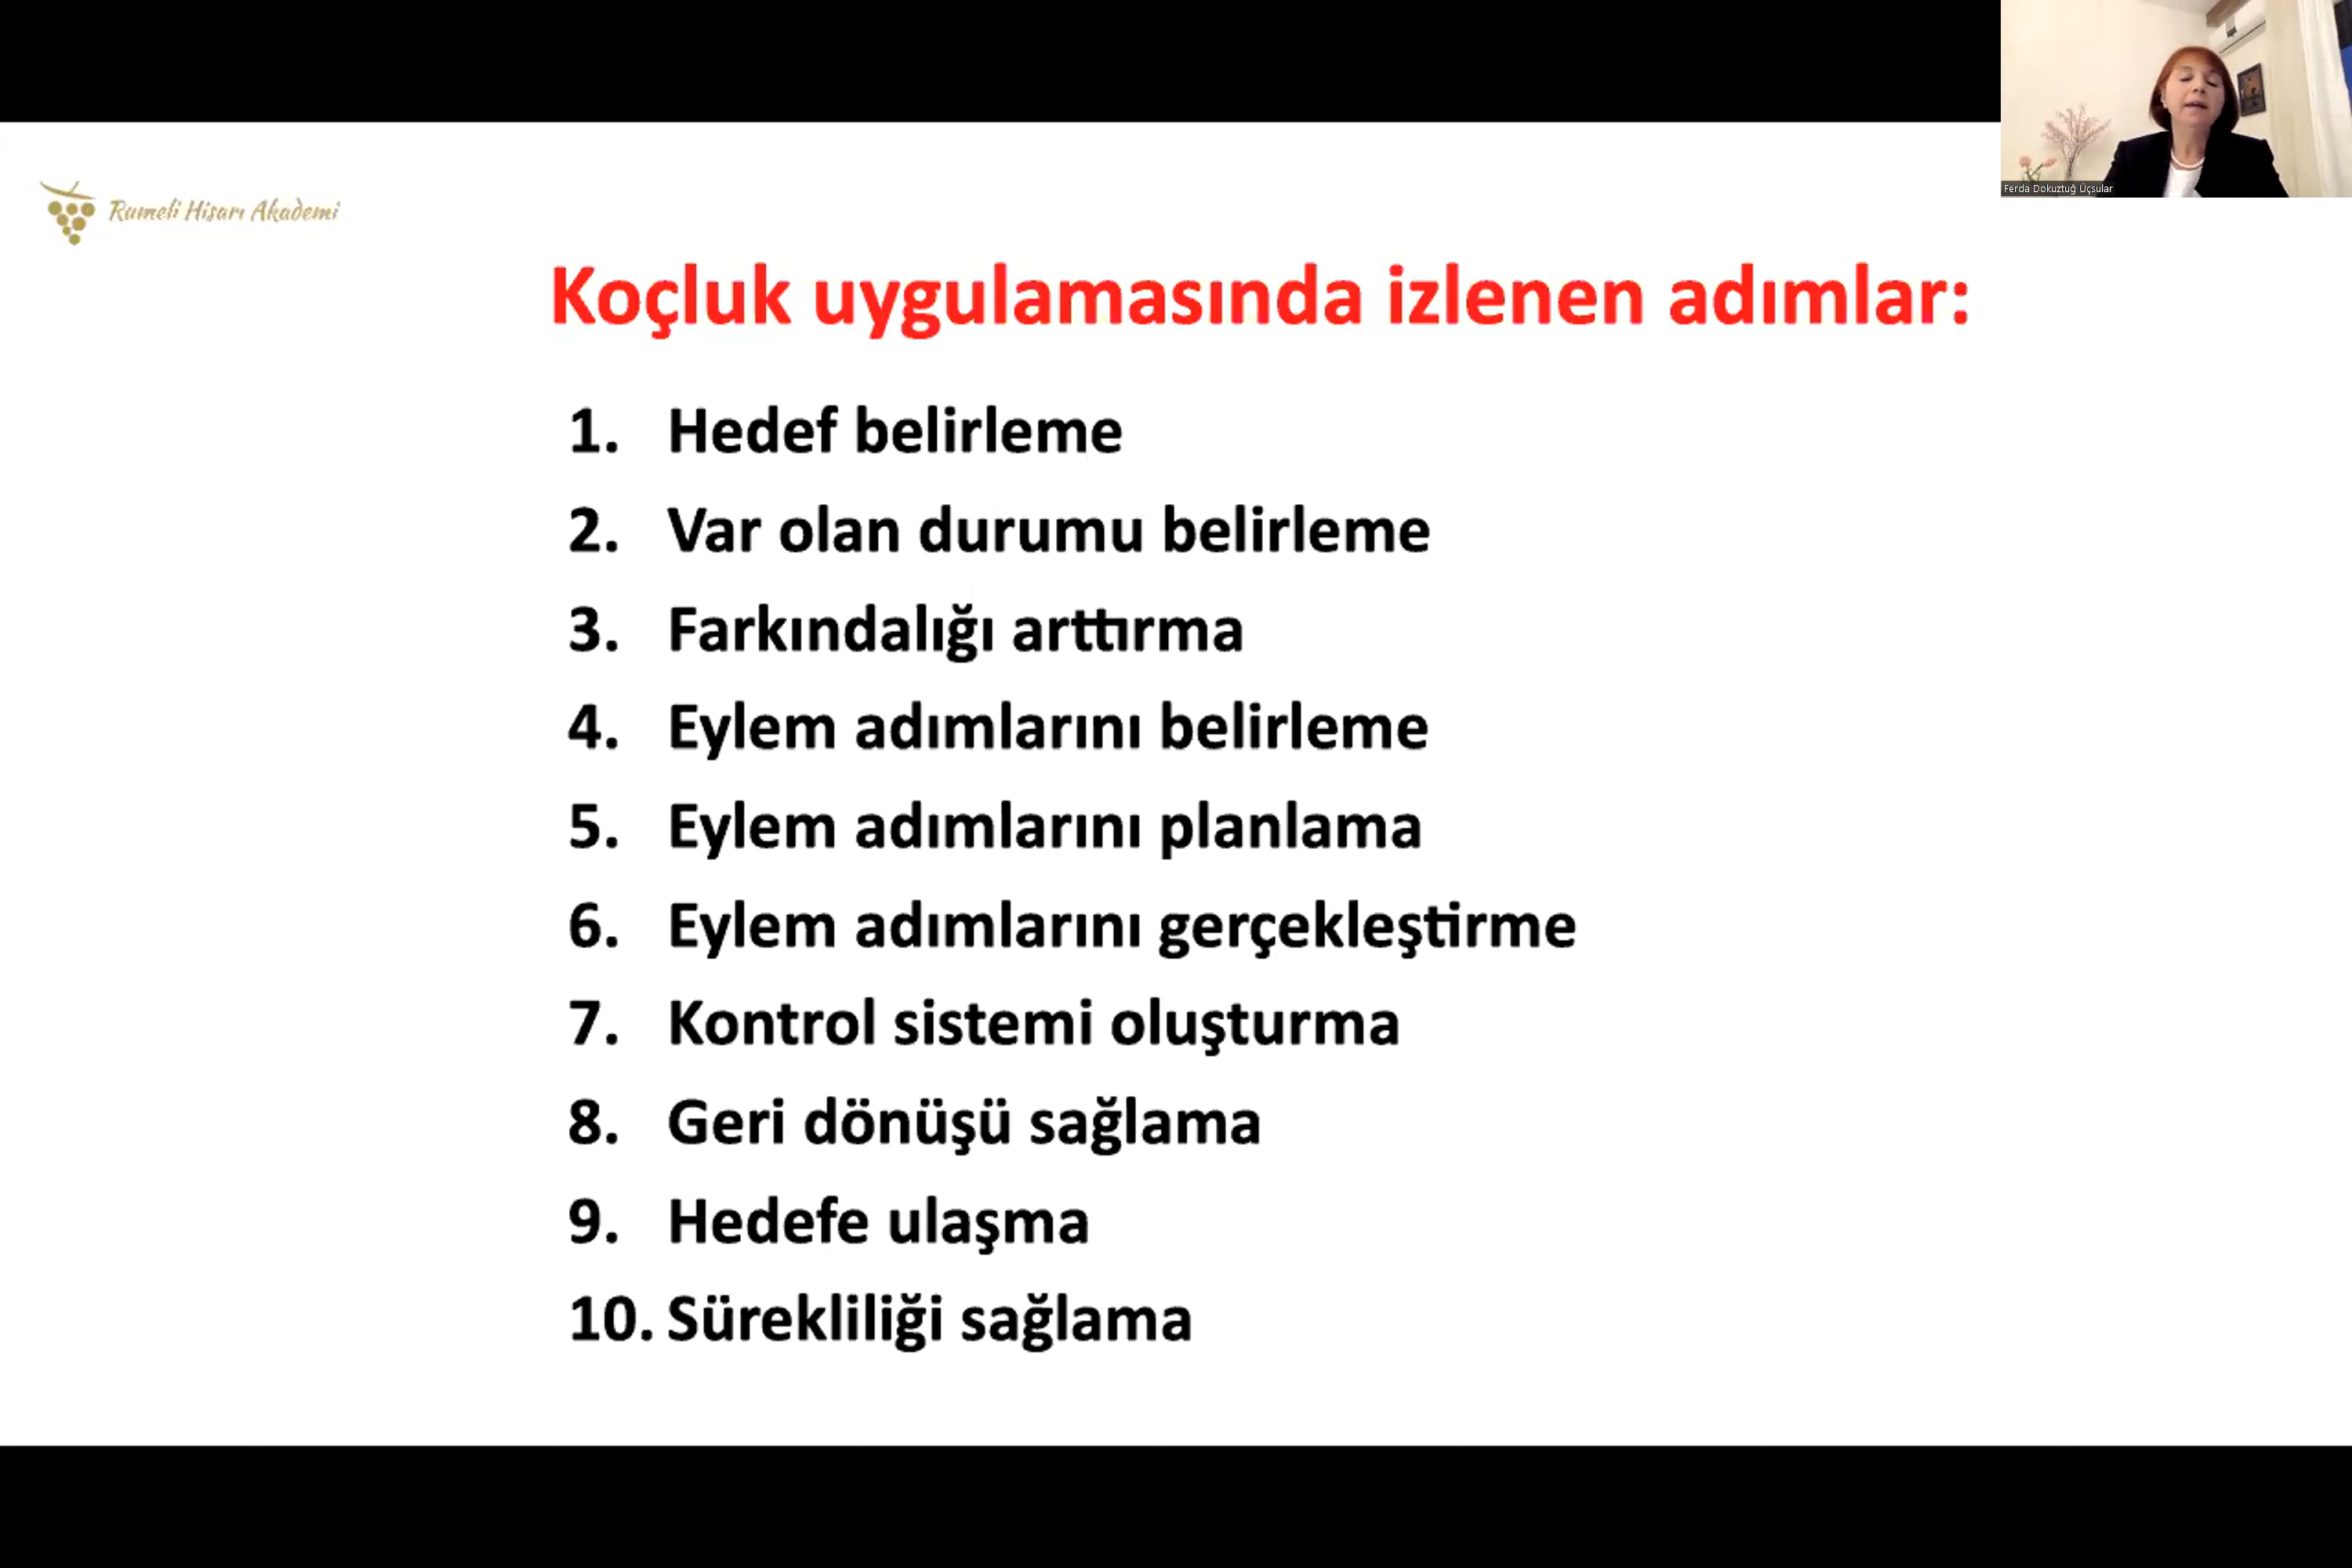 Ferda Dokuztuğ Üçsular
Rumeli Hisarı Akademi
Koçluk uygulamasında izlenen adımlar:
1. Hedef belirleme
2. Var olan durumu belirleme
3. Farkındalığı arttırma
4. Eylem adımlarını belirleme
5. Eylem adımlarını planlama
6. Eylem adımlarını gerçekleştirme
7. Kontrol sistemi oluşturma
8. Geri dönüşü sağlama
9. Hedefe ulaşma
10. Sürekliliği sağlama